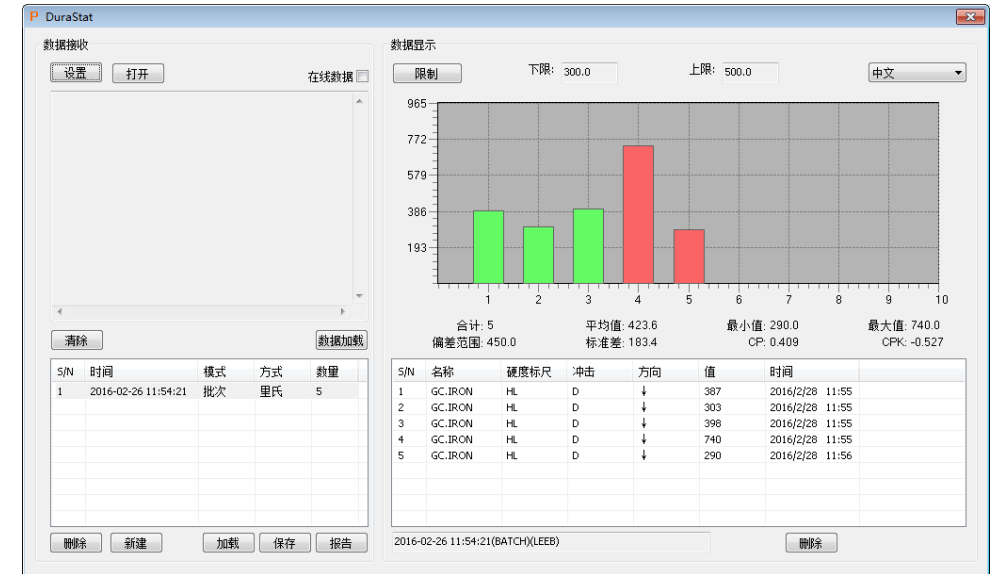 P DuraStat
数据接收
设置 打开 在线数据
清除 数据加载
S/N 时间 模式 方式 数量
1 2016-02-26 11:54:21 批次 里氏 5
删除 新建 加载 保存 报告
数据显示
限制 下限: 300.0 上限: 500.0 中文
965
772
579
386
193
1 2 3 4 5 6 7 8 9 10
合计: 5 平均值: 423.6 最小值: 290.0 最大值: 740.0
偏差范围: 450.0 标准差: 183.4 CP: 0.409 CPK: -0.527
S/N 名称 硬度标尺 冲击 方向 值 时间
1 GC.IRON HL D ↓ 387 2016/2/28 11:55
2 GC.IRON HL D ↓ 303 2016/2/28 11:55
3 GC.IRON HL D ↓ 398 2016/2/28 11:55
4 GC.IRON HL D ↓ 740 2016/2/28 11:55
5 GC.IRON HL D ↓ 290 2016/2/28 11:56
2016-02-26 11:54:21(BATCH)(LEEB) 删除